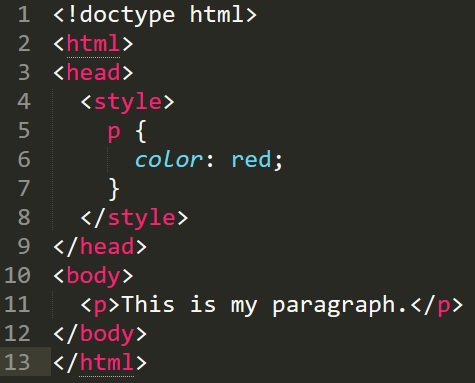 1 <!doctype html>
2 <html>
3 <head>
4   <style>
5     p {
6       color: red;
7     }
8   </style>
9 </head>
10 <body>
11   <p>This is my paragraph.</p>
12 </body>
13 </html>